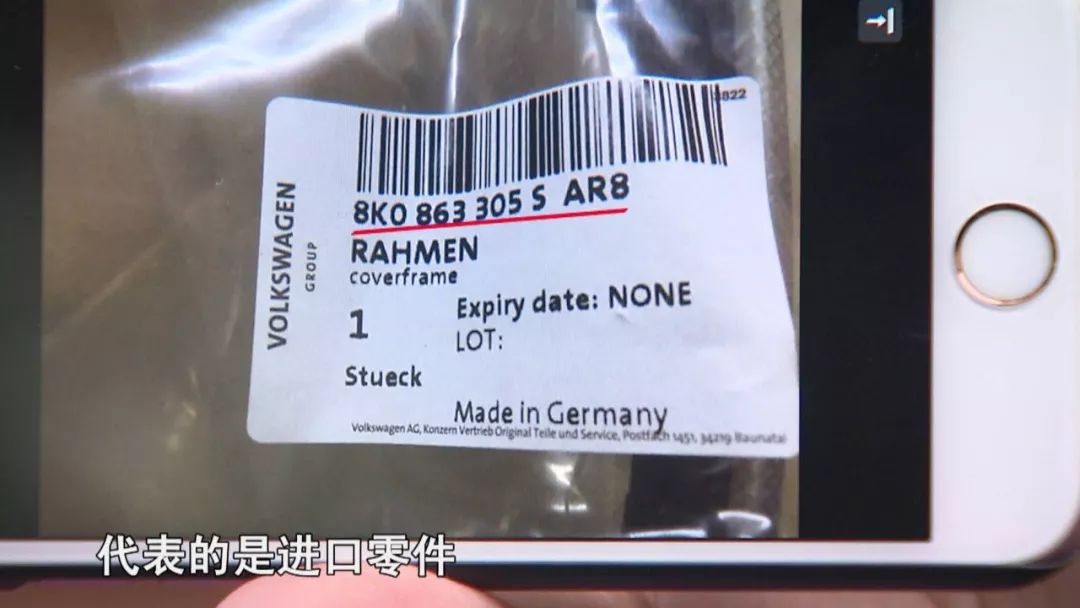 8K0 863 305 S AR8
RAHMEN
coverframe
1
Expiry date: NONE
LOT:
Stueck
Made in Germany
Volkswagen AG, Konzern Vertrieb Original Teile und Service, Postfach 1451, 34219 Baunatal
VOLKSWAGEN
GROUP
代表的是进口零件